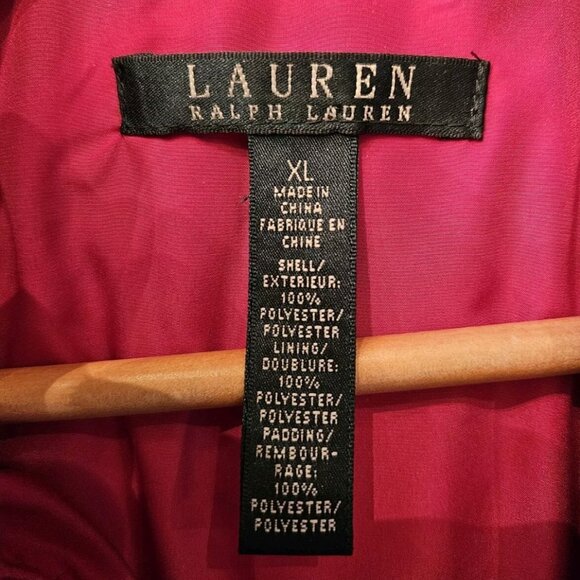 LAUREN
RALPH LAUREN
XL
MADE IN
CHINA
FABRIQUE EN
CHINE
SHELL/
EXTERIEUR:
100%
POLYESTER/
POLYESTER
LINING/
DOUBLURE:
100%
POLYESTER/
POLYESTER
PADDING/
REMBOUR-
RAGE:
100%
POLYESTER/
POLYESTER